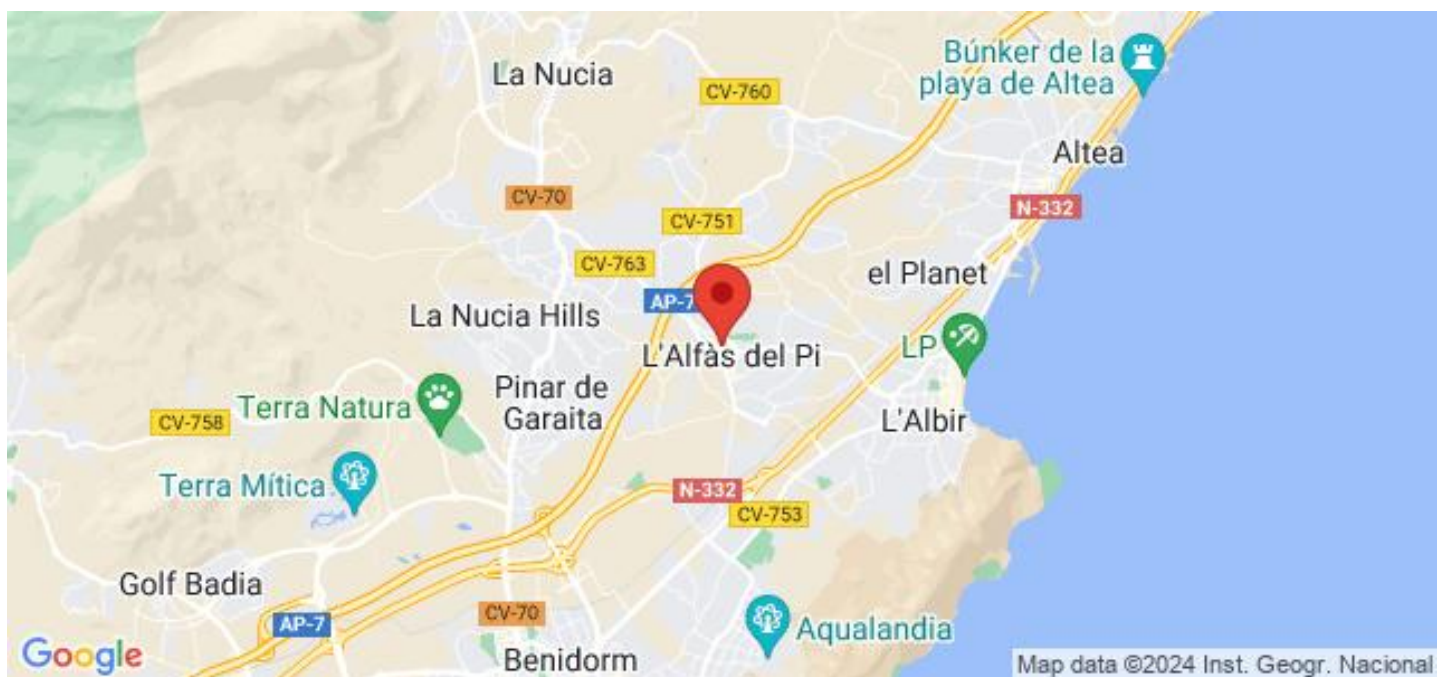 Búnker de la
playa de Altea
La Nucia
CV-760
Altea
CV-70
N-332
CV-751
CV-763
el Planet
AP-7
La Nucia Hills
LP
L'Alfàs del Pi
Pinar de
Garaita
Terra Natura
CV-758
L'Albir
Terra Mítica
N-332
CV-753
Golf Badia
CV-70
AP-7
Aqualandia
Benidorm
Google
Map data ©2024 Inst. Geogr. Nacional